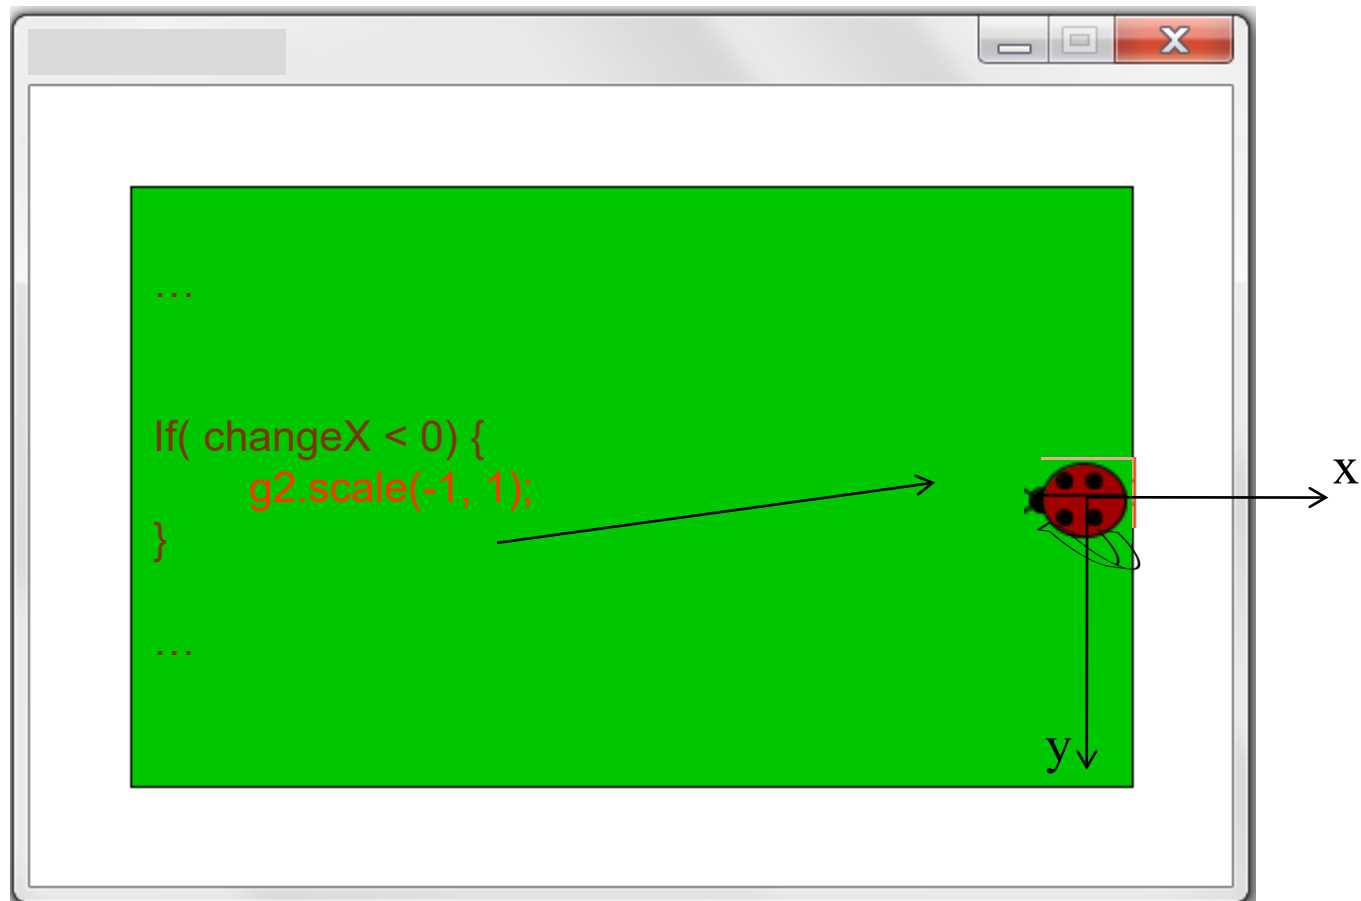 …
If( changeX < 0) {
g2.scale(-1, 1);
}
…
x
y